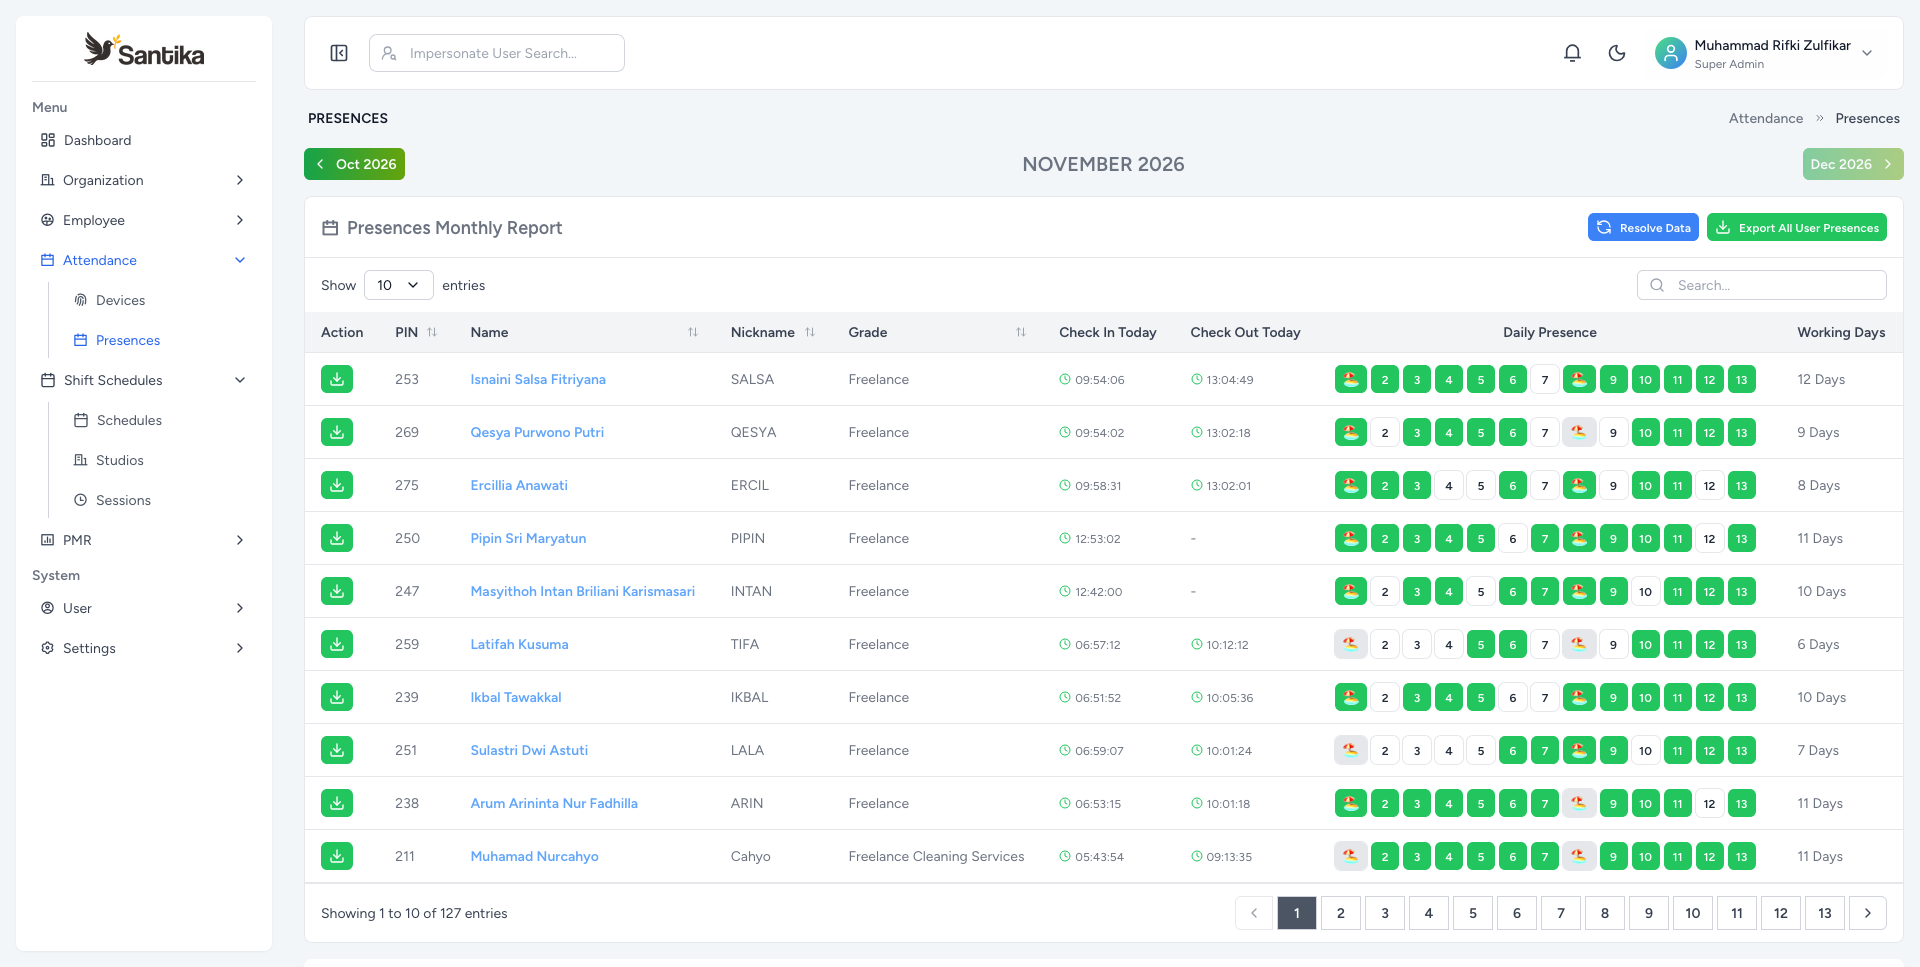 Santika
Impersonate User Search...
Muhammad Rifki Zulfikar
Super Admin
Menu
Dashboard
Organization
Employee
Attendance
Devices
Presences
Shift Schedules
Schedules
Studios
Sessions
PMR
System
User
Settings
PRESENCES
Attendance » Presences
Oct 2026
NOVEMBER 2026
Dec 2026
Presences Monthly Report
Resolve Data
Export All User Presences
Show 10 entries
Search...
Action PIN Name Nickname Grade Check In Today Check Out Today Daily Presence Working Days
253 Isnaini Salsa Fitriyana SALSA Freelance 09:54:06 13:04:49 2 3 4 5 6 7 9 10 11 12 13 12 Days
269 Qesya Purwono Putri QESYA Freelance 09:54:02 13:02:18 2 3 4 5 6 7 9 10 11 12 13 9 Days
275 Ercillia Anawati ERCIL Freelance 09:58:31 13:02:01 2 3 4 5 6 7 9 10 11 12 13 8 Days
250 Pipin Sri Maryatun PIPIN Freelance 12:53:02 - 2 3 4 5 6 7 9 10 11 12 13 11 Days
247 Masyithoh Intan Briliani Karismasari INTAN Freelance 12:42:00 - 2 3 4 5 6 7 9 10 11 12 13 10 Days
259 Latifah Kusuma TIFA Freelance 06:57:12 10:12:12 2 3 4 5 6 7 9 10 11 12 13 6 Days
239 Ikbal Tawakkal IKBAL Freelance 06:51:52 10:05:36 2 3 4 5 6 7 9 10 11 12 13 10 Days
251 Sulastri Dwi Astuti LALA Freelance 06:59:07 10:01:24 2 3 4 5 6 7 9 10 11 12 13 7 Days
238 Arum Arininta Nur Fadhilla ARIN Freelance 06:53:15 10:01:18 2 3 4 5 6 7 9 10 11 12 13 11 Days
211 Muhamad Nurcahyo Cahyo Freelance Cleaning Services 05:43:54 09:13:35 2 3 4 5 6 7 9 10 11 12 13 11 Days
Showing 1 to 10 of 127 entries
1 2 3 4 5 6 7 8 9 10 11 12 13